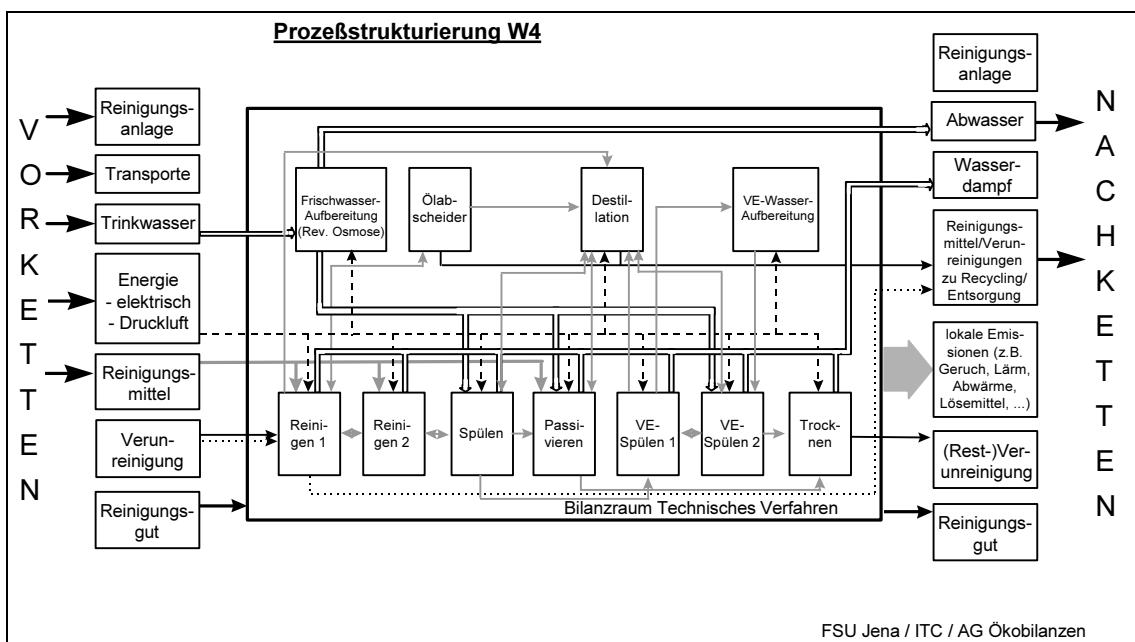 Prozeßstrukturierung W4
VORKETTEN
Reinigungs-
anlage
Transporte
Trinkwasser
Energie
- elektrisch
- Druckluft
Reinigungs-
mittel
Verun-
reinigung
Reinigungs-
gut
Frischwasser-
Aufbereitung
(Rev. Osmose)
Ölab-
scheider
Destil-
lation
VE-Wasser-
Aufbereitung
Reini-
gen 1
Reini-
gen 2
Spülen
Passi-
vieren
VE-
Spülen 1
VE-
Spülen 2
Trock-
nen
Bilanzraum Technisches Verfahren
Reinigungs-
anlage
Abwasser
Wasser-
dampf
Reinigungs-
mittel/Verun-
reinigungen
zu Recycling/
Entsorgung
lokale Emis-
sionen (z.B.
Geruch, Lärm,
Abwärme,
Lösemittel, ...)
(Rest-)Ver-
unreinigung
Reinigungs-
gut
NACHKETTEN
FSU Jena / ITC / AG Ökobilanzen